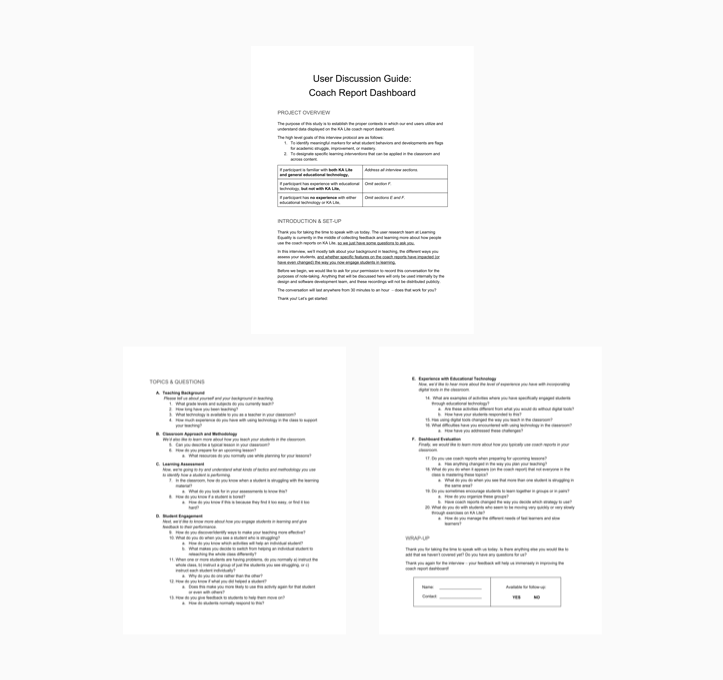 User Discussion Guide:
Coach Report Dashboard
PROJECT OVERVIEW
The purpose of this study is to establish the proper contexts in which our end users utilize and
understand data displayed on the KA Lite coach report dashboard.
The high level goals of this interview protocol are as follows:
1. To identify meaningful markers for what student behaviors and developments are flags
for academic struggle, improvement, or mastery.
2. To designate specific learning interventions that can be applied in the classroom and
across content.
If participant is familiar with both KA Lite
and general educational technology,
Address all interview sections.
If participant has experience with educational
technology, but not with KA Lite,
Omit section F.
If participant has no experience with either
educational technology or KA Lite,
Omit sections E and F.
INTRODUCTION & SET-UP
Thank you for taking the time to speak with us today. The user research team at Learning
Equality is currently in the middle of collecting feedback and learning more about how people
use the coach reports on KA Lite, so we just have some questions to ask you.
In this interview, we'll mostly talk about your background in teaching, the different ways you
assess your students, and whether specific features on the coach reports have impacted (or
have even changed) the way you now engage students in learning.
Before we begin, we would like to ask for your permission to record this conversation for the
purposes of note-taking. Anything that will be discussed here will only be used internally by the
design and software development team, and these recordings will not be distributed publicly.
The conversation will last anywhere from 30 minutes to an hour - does that work for you?
Thank you! Let's get started:
TOPICS & QUESTIONS
A. Teaching Background
Please tell us about yourself and your background in teaching.
1. What grade levels and subjects do you currently teach?
2. How long have you been teaching?
3. What technology is available to you as a teacher in your classroom?
4. How much experience do you have with using technology in the class to support
your teaching?
B. Classroom Approach and Methodology
We'd also like to learn more about how you teach your students in the classroom.
5. Can you describe a typical lesson in your classroom?
6. How do you prepare for an upcoming lesson?
a. What resources do you normally use while planning for your lessons?
C. Learning Assessment
Now, we're going to try and understand what kinds of tactics and methodology you use
to identify how a student is performing.
7. In the classroom, how do you know when a student is struggling with the learning
material?
a. What do you look for in your assessments to know this?
8. How do you know if a student is bored?
a. How do you know if this is because they find it too easy, or find it too
hard?
D. Student Engagement
Next, we'd like to know more about how you engage students in learning and give
feedback to their performance.
9. How do you discover/identify ways to make your teaching more effective?
10. What do you do when you see a student who is struggling?
a. How do you know which activities will help an individual student?
b. What makes you decide to switch from helping an individual student to
reteaching the whole class differently?
11. When one or more students are having problems, do you normally a) instruct the
whole class, b) instruct a group of just the students you see struggling, or c)
instruct each student individually?
a. Why do you do one rather than the other?
12. How do you know if what you did helped a student?
a. Does this make you more likely to use this activity again for that student
or even with others?
13. How do you give feedback to students to help them move on?
a. How do students normally respond to this?
E. Experience with Educational Technology
Now, we'd like to hear more about the level of experience you have with incorporating
digital tools in the classroom.
14. What are examples of activities where you have specifically engaged students
through educational technology?
a. Are these activities different from what you would do without digital tools?
b. How have your students responded to this?
15. Has using digital tools changed the way you teach in the classroom?
16. What difficulties have you encountered with using technology in the classroom?
a. How have you addressed these challenges?
F. Dashboard Evaluation
Finally, we would like to learn more about how you typically use coach reports in your
classroom.
17. Do you use coach reports when preparing for upcoming lessons?
a. Has anything changed in the way you plan your teaching?
18. What do you do when it appears (on the coach report) that not everyone in the
class is mastering these topics?
a. What do you do when you see that more than one student is struggling in
the same area?
19. Do you sometimes encourage students to learn together in groups or in pairs?
a. How do you organize these groups?
b. Have coach reports changed the way you decide which strategy to use?
20. What do you do with students who seem to be moving very quickly or very slowly
through exercises on KA Lite?
a. How do you manage the different needs of fast learners and slow
learners?
WRAP-UP
Thank you for taking the time to speak with us today. Is there anything else you would like to
add that we haven't covered yet? Do you have any questions for us?
Thank you again for the interview - your feedback will help us immensely in improving the
coach report dashboard!
Name:
Contact:
Available for follow-up:
YES NO